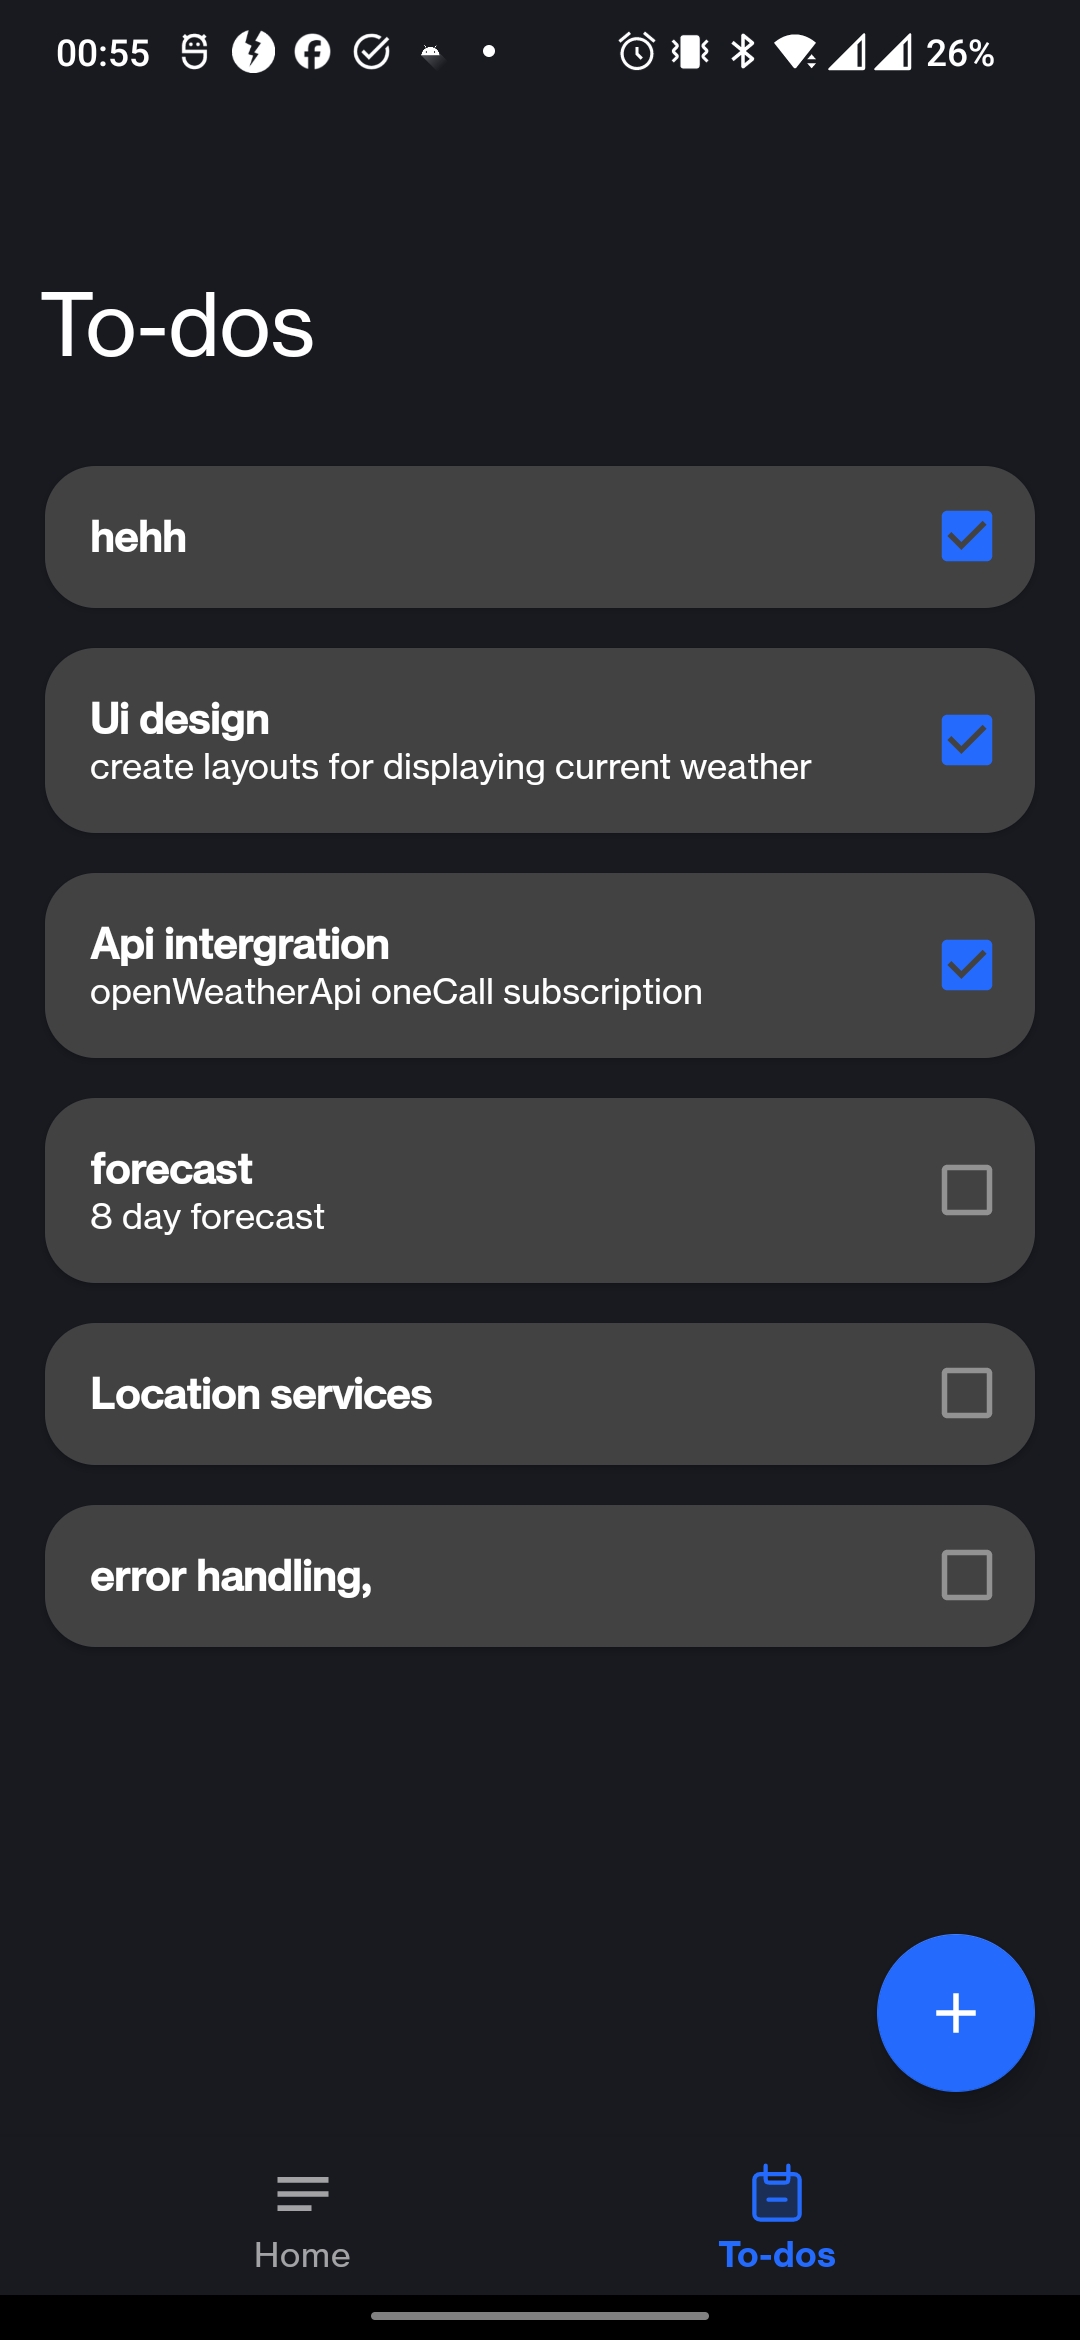 00:55 26%
To-dos
hehh
Ui design
create layouts for displaying current weather
Api intergration
openWeatherApi oneCall subscription
forecast
8 day forecast
Location services
error handling,
Home To-dos